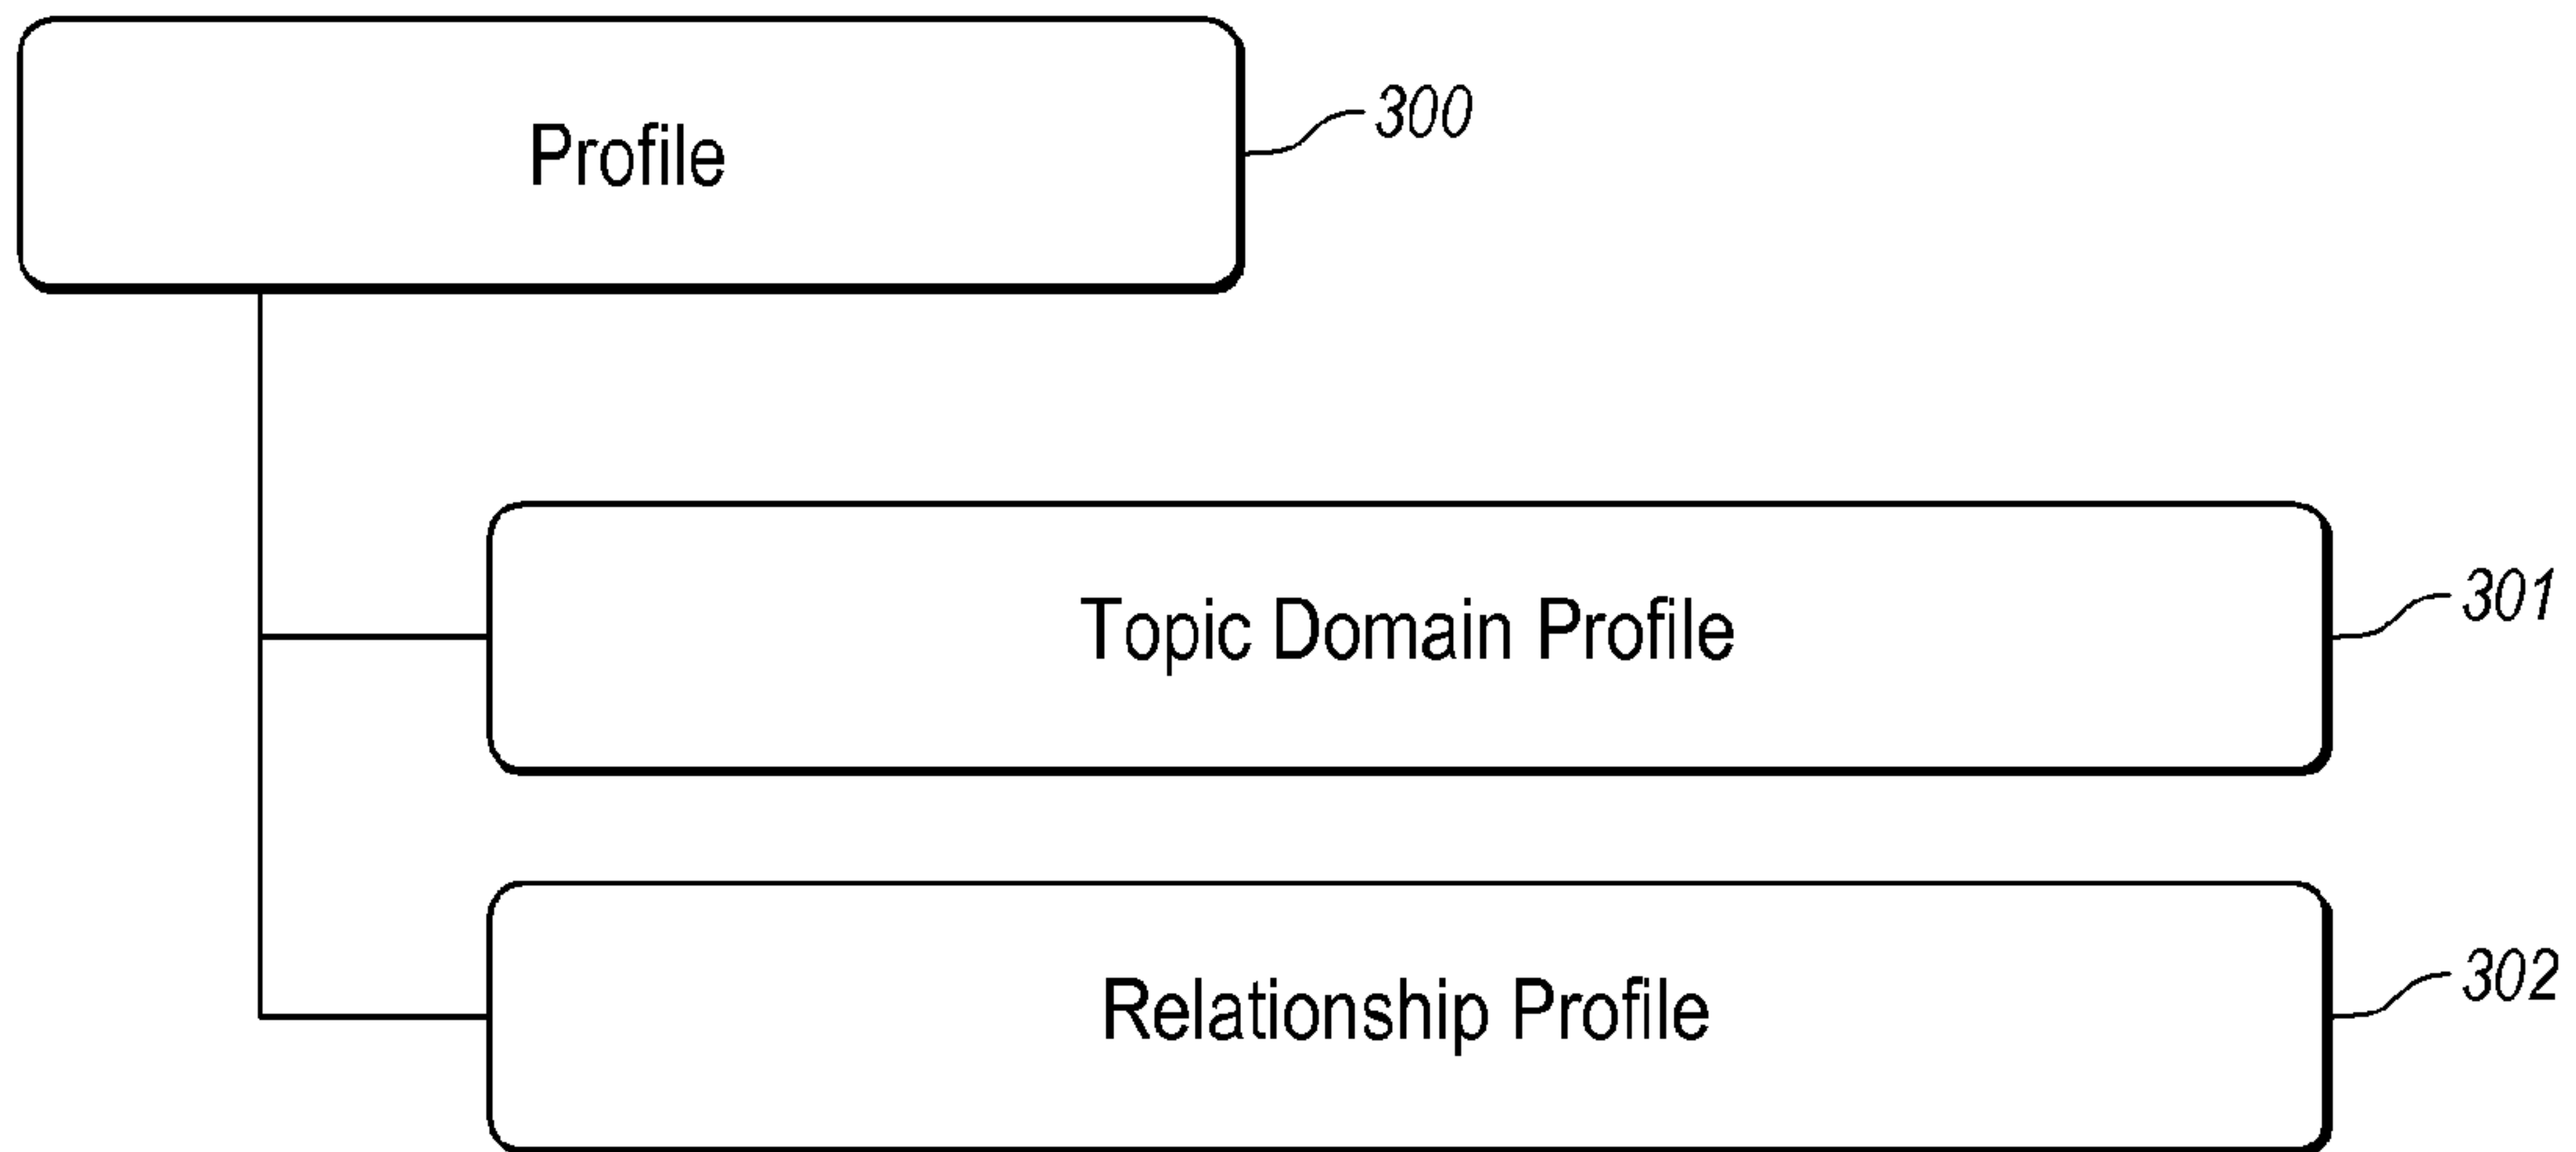 Profile
300
Topic Domain Profile
301
Relationship Profile
302